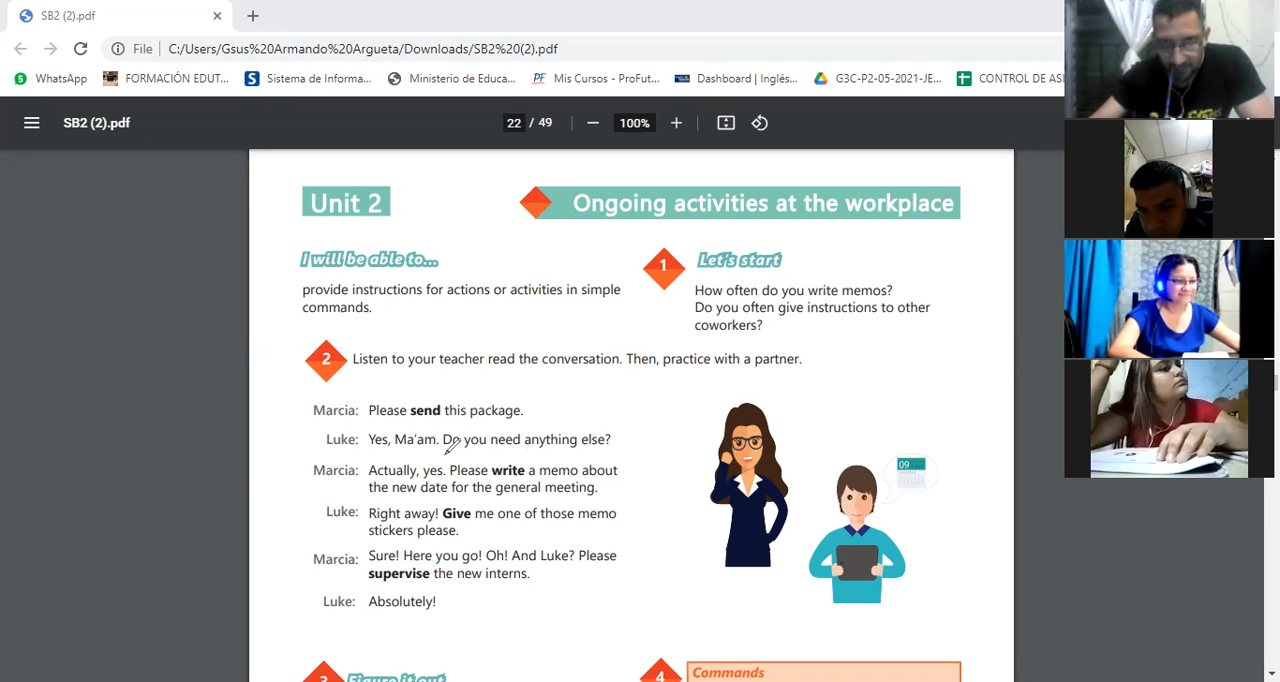 SB2 (2).pdf
File
C:/Users/Gsus%20Armando%20Argueta/Downloads/SB2%20(2).pdf
WhatsApp
FORMACIÓN EDUT...
Sistema de Informa...
Ministerio de Educa...
Mis Cursos - ProFut...
Dashboard | Inglés...
G3C-P2-05-2021-JE...
CONTROL DE ASI
SB2 (2).pdf
22 / 49
100%
Unit 2
Ongoing activities at the workplace
I will be able to...
provide instructions for actions or activities in simple
commands.
1
Let's start
How often do you write memos?
Do you often give instructions to other
coworkers?
2
Listen to your teacher read the conversation. Then, practice with a partner.
Marcia: Please send this package.
Luke: Yes, Ma'am. Do you need anything else?
Marcia: Actually, yes. Please write a memo about
the new date for the general meeting.
Luke: Right away! Give me one of those memo
stickers please.
Marcia: Sure! Here you go! Oh! And Luke? Please
supervise the new interns.
Luke: Absolutely!
09
3
Figure it out
4
Commands